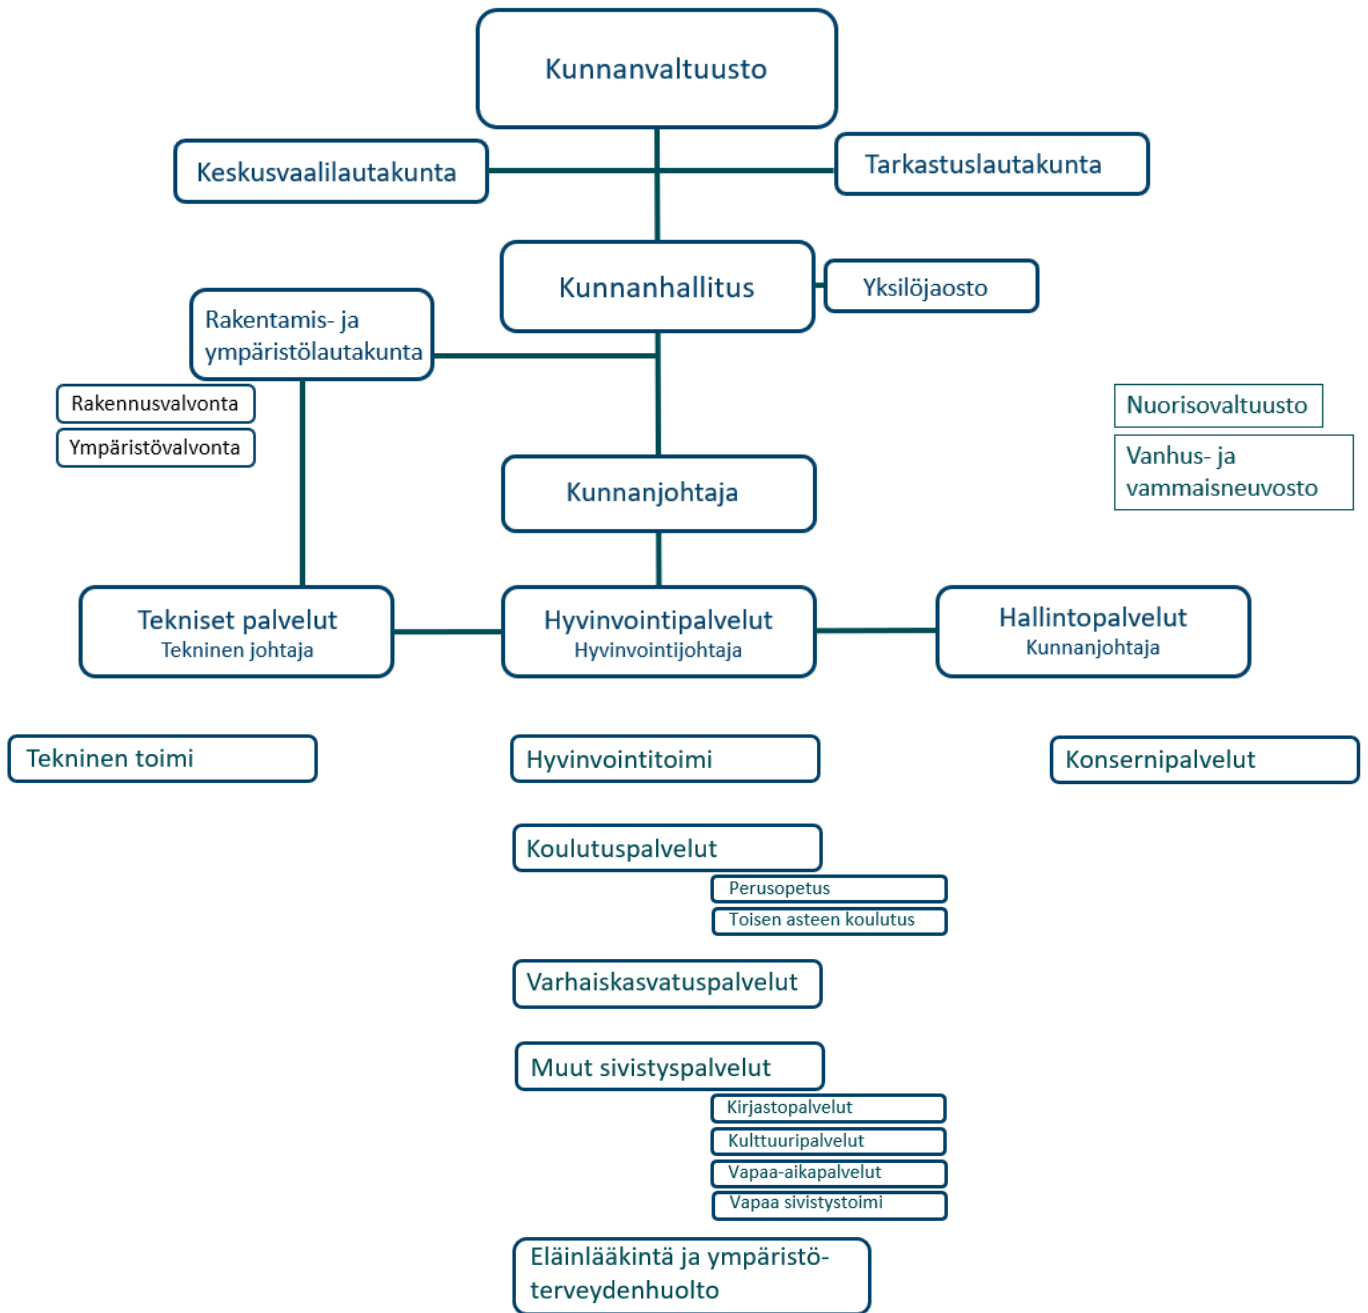 Kunnanvaltuusto
Keskusvaalilautakunta
Tarkastuslautakunta
Kunnanhallitus
Yksilöjaosto
Rakentamis- ja
ympäristölautakunta
Rakennusvalvonta
Ympäristövalvonta
Nuorisovaltuusto
Vanhus- ja
vammaisneuvosto
Kunnanjohtaja
Tekniset palvelut
Tekninen johtaja
Hyvinvointipalvelut
Hyvinvointijohtaja
Hallintopalvelut
Kunnanjohtaja
Tekninen toimi
Hyvinvointitoimi
Konsernipalvelut
Koulutuspalvelut
Perusopetus
Toisen asteen koulutus
Varhaiskasvatuspalvelut
Muut sivistyspalvelut
Kirjastopalvelut
Kulttuuripalvelut
Vapaa-aikapalvelut
Vapaa sivistystoimi
Eläinlääkintä ja ympäristö-
terveydenhuolto